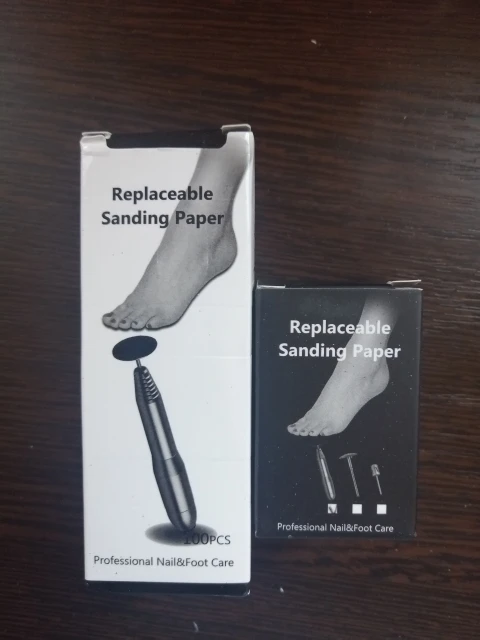 Replaceable
Sanding Paper
100PCS
Professional Nail&Foot Care
Replaceable
Sanding Paper
Professional Nail&Foot Care